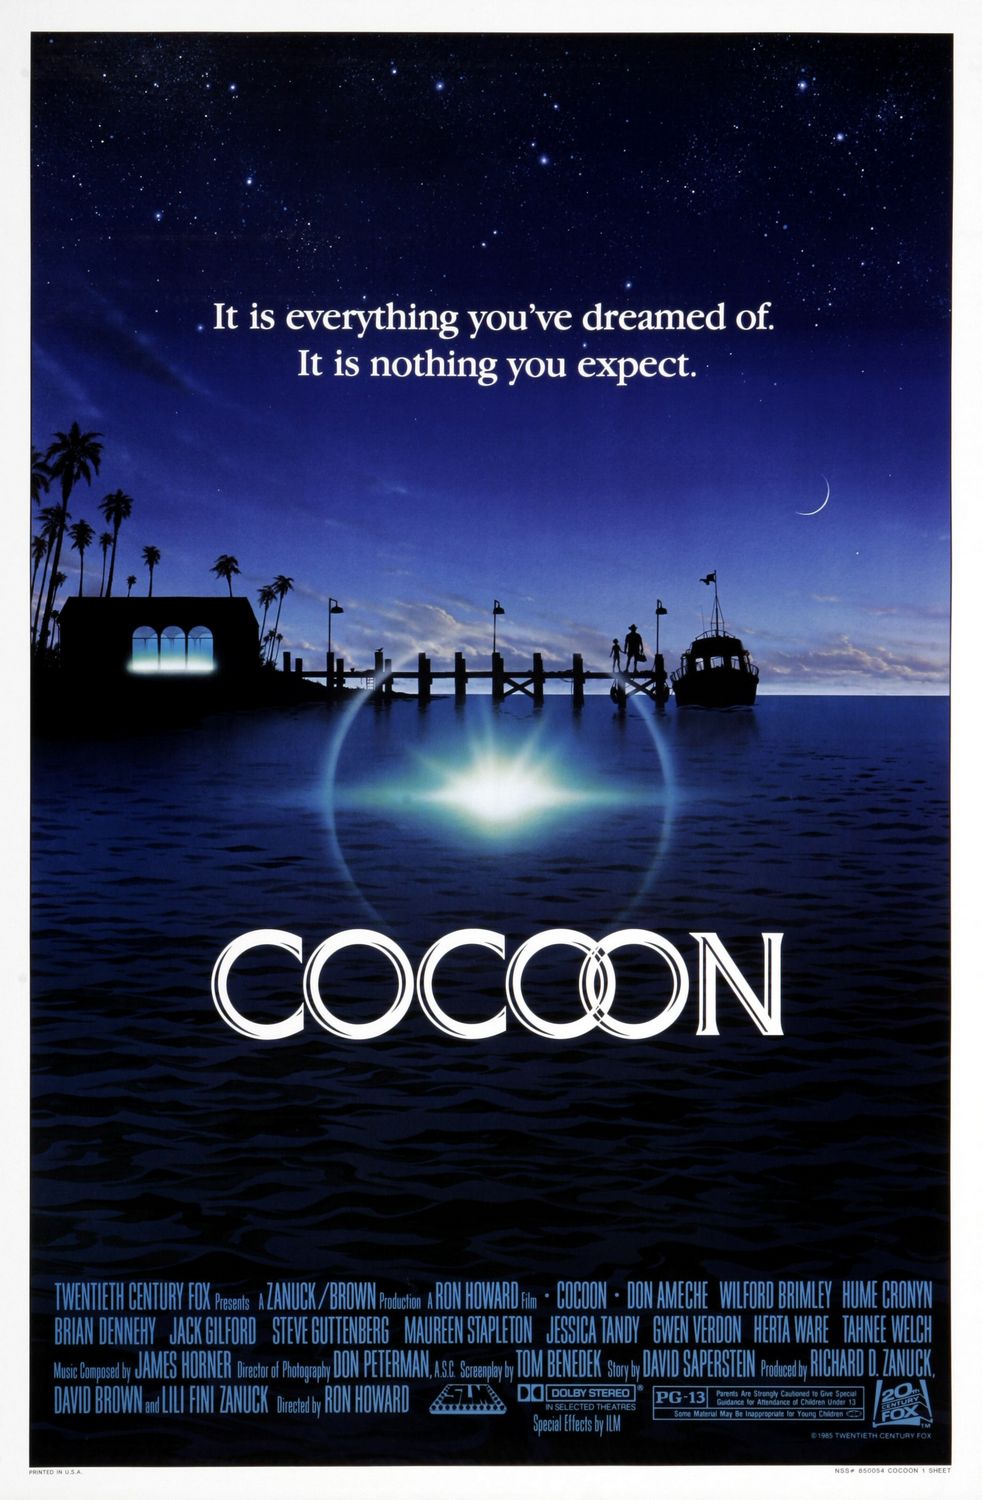 It is everything you've dreamed of.
It is nothing you expect.
COCOON
TWENTIETH CENTURY FOX Presents A ZANUCK/BROWN Production A RON HOWARD Film · COCOON · DON AMECHE WILFORD BRIMLEY HUME CRONYN
BRIAN DENNEHY JACK GILFORD STEVE GUTTENBERG MAUREEN STAPLETON JESSICA TANDY GWEN VERDON HERTA WARE TAHNEE WELCH
Music Composed by JAMES HORNER Director of Photography DON PETERMAN, A.S.C. Screenplay by TOM BENEDEK Story by DAVID SAPERSTEIN Produced by RICHARD D. ZANUCK,
DAVID BROWN and LILI FINI ZANUCK Directed by RON HOWARD
DOLBY STEREO ®
IN SELECTED THEATRES
Special Effects by ILM
PG-13 Parents Are Strongly Cautioned to Give Special
Guidance for Attendance of Children Under 13
Some Material May Be Inappropriate for Young Children
20th
CENTURY
FOX
TM
© 1985 TWENTIETH CENTURY FOX
PRINTED IN U.S.A.
NSS# 850054 COCOON 1 SHEET